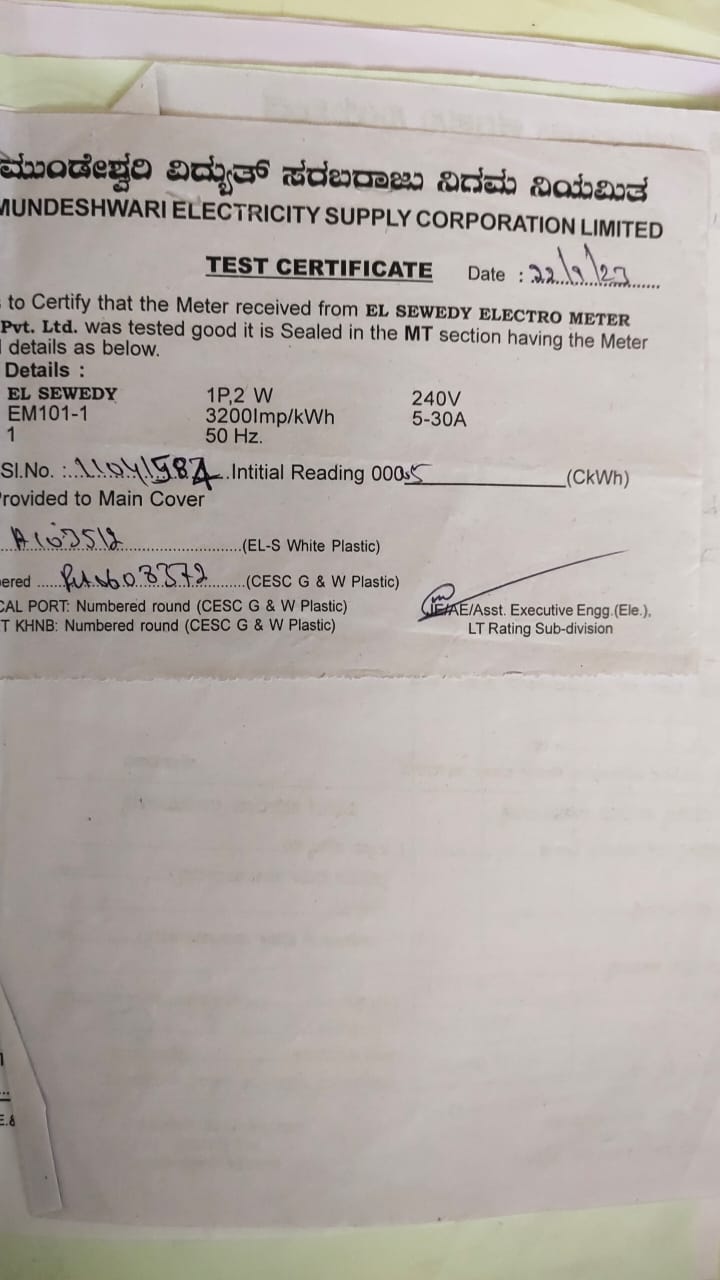 ಮುಂಡೇಶ್ವರಿ ವಿದ್ಯುತ್ ಸರಬರಾಜು ನಿಗಮ ನಿಯಮಿತ
MUNDESHWARI ELECTRICITY SUPPLY CORPORATION LIMITED
TEST CERTIFICATE Date : 22/9/23
to Certify that the Meter received from EL SEWEDY ELECTRO METER
Pvt. Ltd. was tested good it is Sealed in the MT section having the Meter
details as below.
Details :
EL SEWEDY 1P,2 W 240V
EM101-1 3200Imp/kWh 5-30A
1 50 Hz.
Sl.No. : Intitial Reading 000 (CkWh)
rovided to Main Cover
A103512 (EL-S White Plastic)
ered (CESC G & W Plastic)
CAL PORT: Numbered round (CESC G & W Plastic)
T KHNB: Numbered round (CESC G & W Plastic)
JE/AE/Asst. Executive Engg.(Ele.),
LT Rating Sub-division